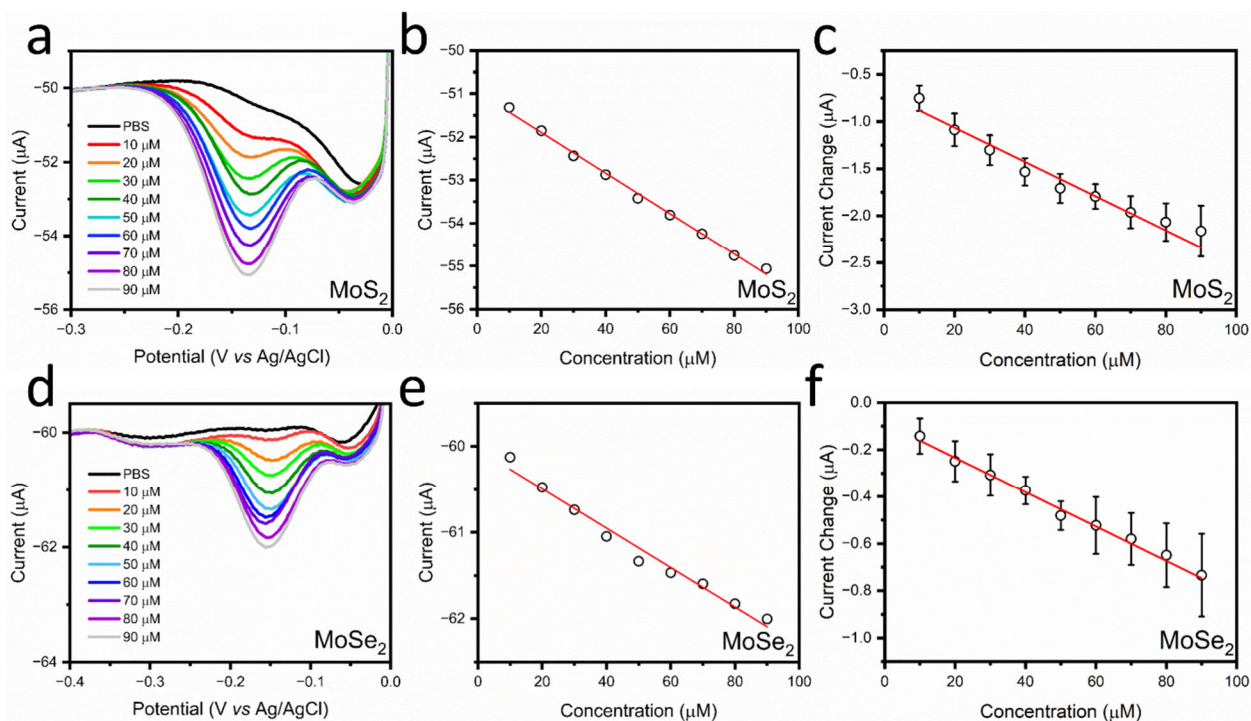 a
−50
−52
−54
−56
Current (μA)
PBS
10 μM
20 μM
30 μM
40 μM
50 μM
60 μM
70 μM
80 μM
90 μM
MoS2
−0.3
−0.2
−0.1
0.0
Potential (V vs Ag/AgCl)
b
−50
−51
−52
−53
−54
−55
−56
Current (μA)
MoS2
0
20
40
60
80
100
Concentration (μM)
c
−0.5
−1.0
−1.5
−2.0
−2.5
−3.0
Current Change (μA)
MoS2
0
20
40
60
80
100
Concentration (μM)
d
−60
−62
−64
Current (μA)
PBS
10 μM
20 μM
30 μM
40 μM
50 μM
60 μM
70 μM
80 μM
90 μM
MoSe2
−0.4
−0.3
−0.2
−0.1
0.0
Potential (V vs Ag/AgCl)
e
−60
−61
−62
Current (μA)
MoSe2
0
20
40
60
80
100
Concentration (μM)
f
0.0
−0.2
−0.4
−0.6
−0.8
−1.0
Current Change (μA)
MoSe2
0
20
40
60
80
100
Concentration (μM)